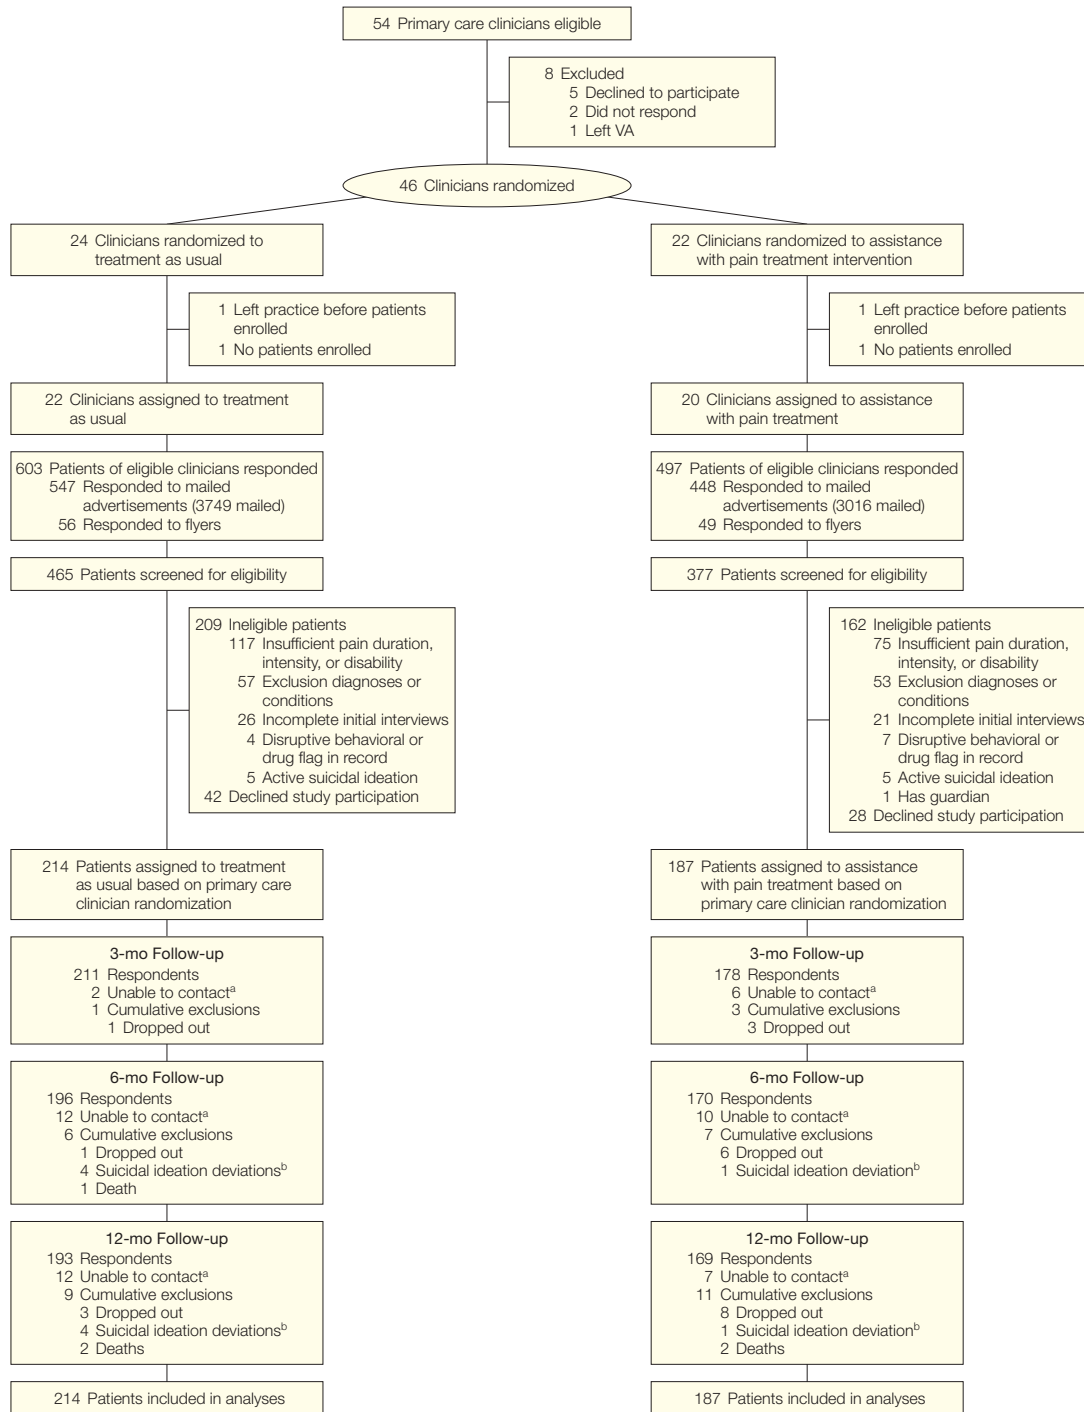 54 Primary care clinicians eligible
8 Excluded
5 Declined to participate
2 Did not respond
1 Left VA
46 Clinicians randomized
24 Clinicians randomized to
treatment as usual
1 Left practice before patients
enrolled
1 No patients enrolled
22 Clinicians assigned to treatment
as usual
603 Patients of eligible clinicians responded
547 Responded to mailed
advertisements (3749 mailed)
56 Responded to flyers
465 Patients screened for eligibility
209 Ineligible patients
117 Insufficient pain duration,
intensity, or disability
57 Exclusion diagnoses or
conditions
26 Incomplete initial interviews
4 Disruptive behavioral or
drug flag in record
5 Active suicidal ideation
42 Declined study participation
214 Patients assigned to treatment
as usual based on primary care
clinician randomization
3-mo Follow-up
211 Respondents
2 Unable to contactᵃ
1 Cumulative exclusions
1 Dropped out
6-mo Follow-up
196 Respondents
12 Unable to contactᵃ
6 Cumulative exclusions
1 Dropped out
4 Suicidal ideation deviationsᵇ
1 Death
12-mo Follow-up
193 Respondents
12 Unable to contactᵃ
9 Cumulative exclusions
3 Dropped out
4 Suicidal ideation deviationsᵇ
2 Deaths
214 Patients included in analyses
22 Clinicians randomized to assistance
with pain treatment intervention
1 Left practice before patients
enrolled
1 No patients enrolled
20 Clinicians assigned to assistance
with pain treatment
497 Patients of eligible clinicians responded
448 Responded to mailed
advertisements (3016 mailed)
49 Responded to flyers
377 Patients screened for eligibility
162 Ineligible patients
75 Insufficient pain duration,
intensity, or disability
53 Exclusion diagnoses or
conditions
21 Incomplete initial interviews
7 Disruptive behavioral or
drug flag in record
5 Active suicidal ideation
1 Has guardian
28 Declined study participation
187 Patients assigned to assistance
with pain treatment based on
primary care clinician randomization
3-mo Follow-up
178 Respondents
6 Unable to contactᵃ
3 Cumulative exclusions
3 Dropped out
6-mo Follow-up
170 Respondents
10 Unable to contactᵃ
7 Cumulative exclusions
6 Dropped out
1 Suicidal ideation deviationᵇ
12-mo Follow-up
169 Respondents
7 Unable to contactᵃ
11 Cumulative exclusions
8 Dropped out
1 Suicidal ideation deviationᵇ
2 Deaths
187 Patients included in analyses